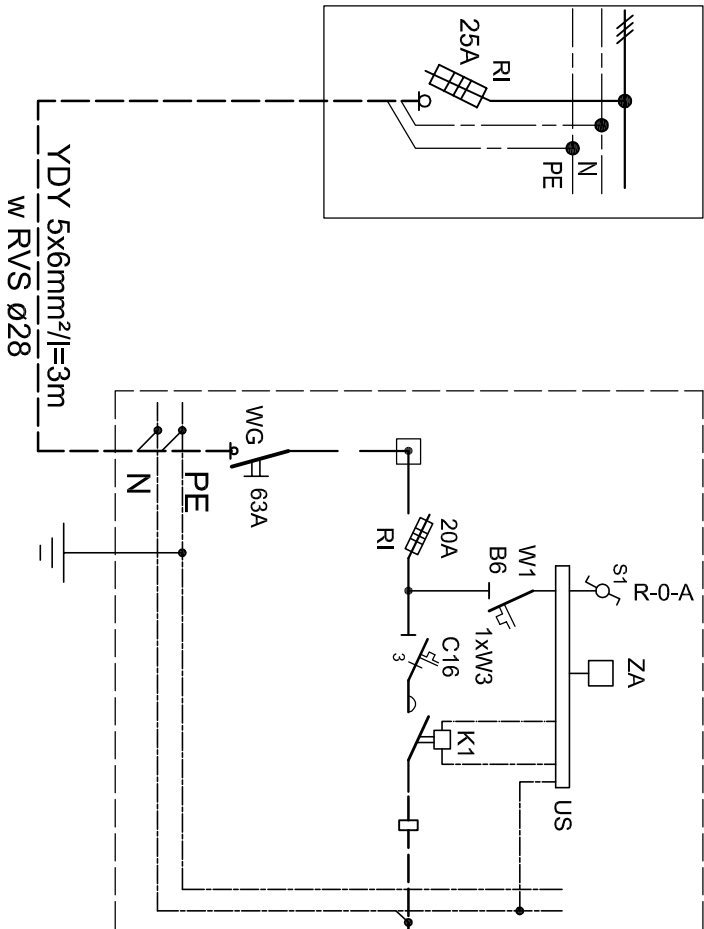 RI
25A
N
PE
YDY 5x6mm²/l=3m
w RVS ø28
WG
63A
PE
N
20A
RI
W1
B6
S1
R-0-A
ZA
1xW3
C16
3
K1
US